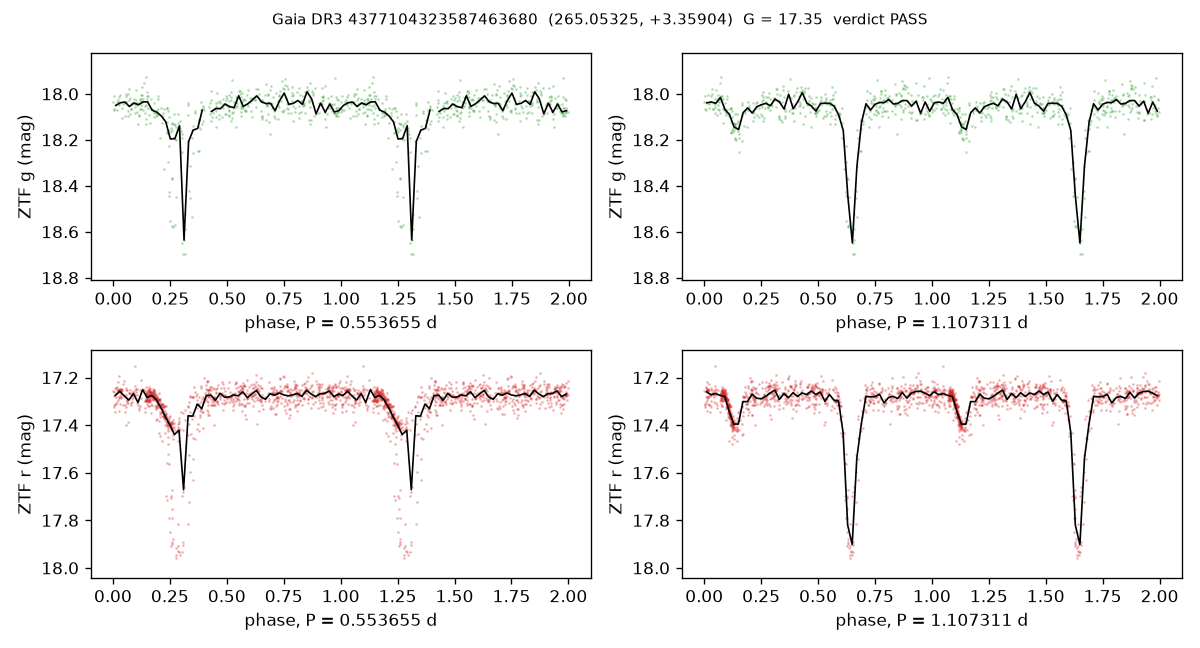 Gaia DR3 4377104323587463680  (265.05325, +3.35904)  G = 17.35  verdict PASS
ZTF g (mag)
18.0
18.2
18.4
18.6
18.8
0.00 0.25 0.50 0.75 1.00 1.25 1.50 1.75 2.00
phase, P = 0.553655 d
ZTF g (mag)
18.0
18.2
18.4
18.6
18.8
0.00 0.25 0.50 0.75 1.00 1.25 1.50 1.75 2.00
phase, P = 1.107311 d
ZTF r (mag)
17.2
17.4
17.6
17.8
18.0
0.00 0.25 0.50 0.75 1.00 1.25 1.50 1.75 2.00
phase, P = 0.553655 d
ZTF r (mag)
17.2
17.4
17.6
17.8
18.0
0.00 0.25 0.50 0.75 1.00 1.25 1.50 1.75 2.00
phase, P = 1.107311 d